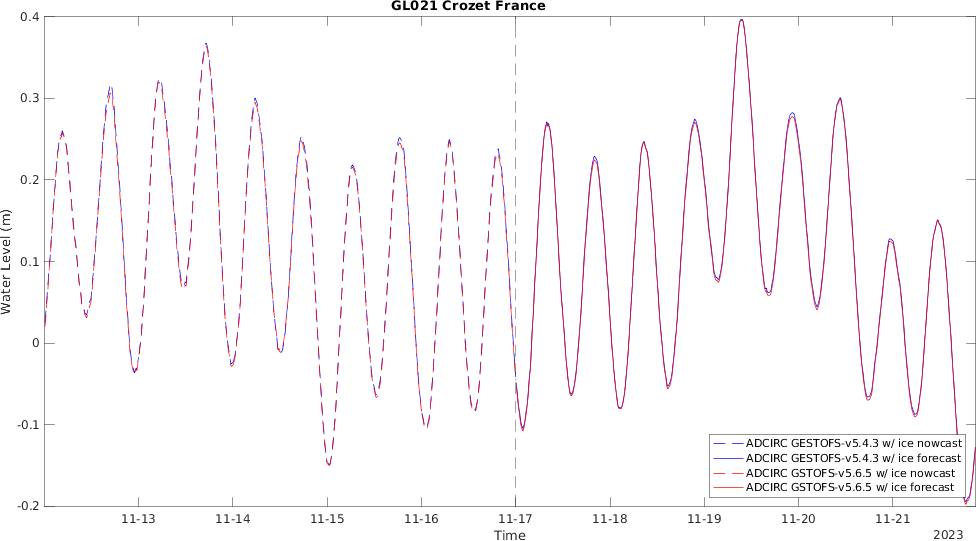 GL021 Crozet France
0.4
0.3
0.2
0.1
0
-0.1
-0.2
Water Level (m)
ADCIRC GESTOFS-v5.4.3 w/ ice nowcast
ADCIRC GESTOFS-v5.4.3 w/ ice forecast
ADCIRC GSTOFS-v5.6.5 w/ ice nowcast
ADCIRC GSTOFS-v5.6.5 w/ ice forecast
11-13 11-14 11-15 11-16 11-17 11-18 11-19 11-20 11-21
Time
2023